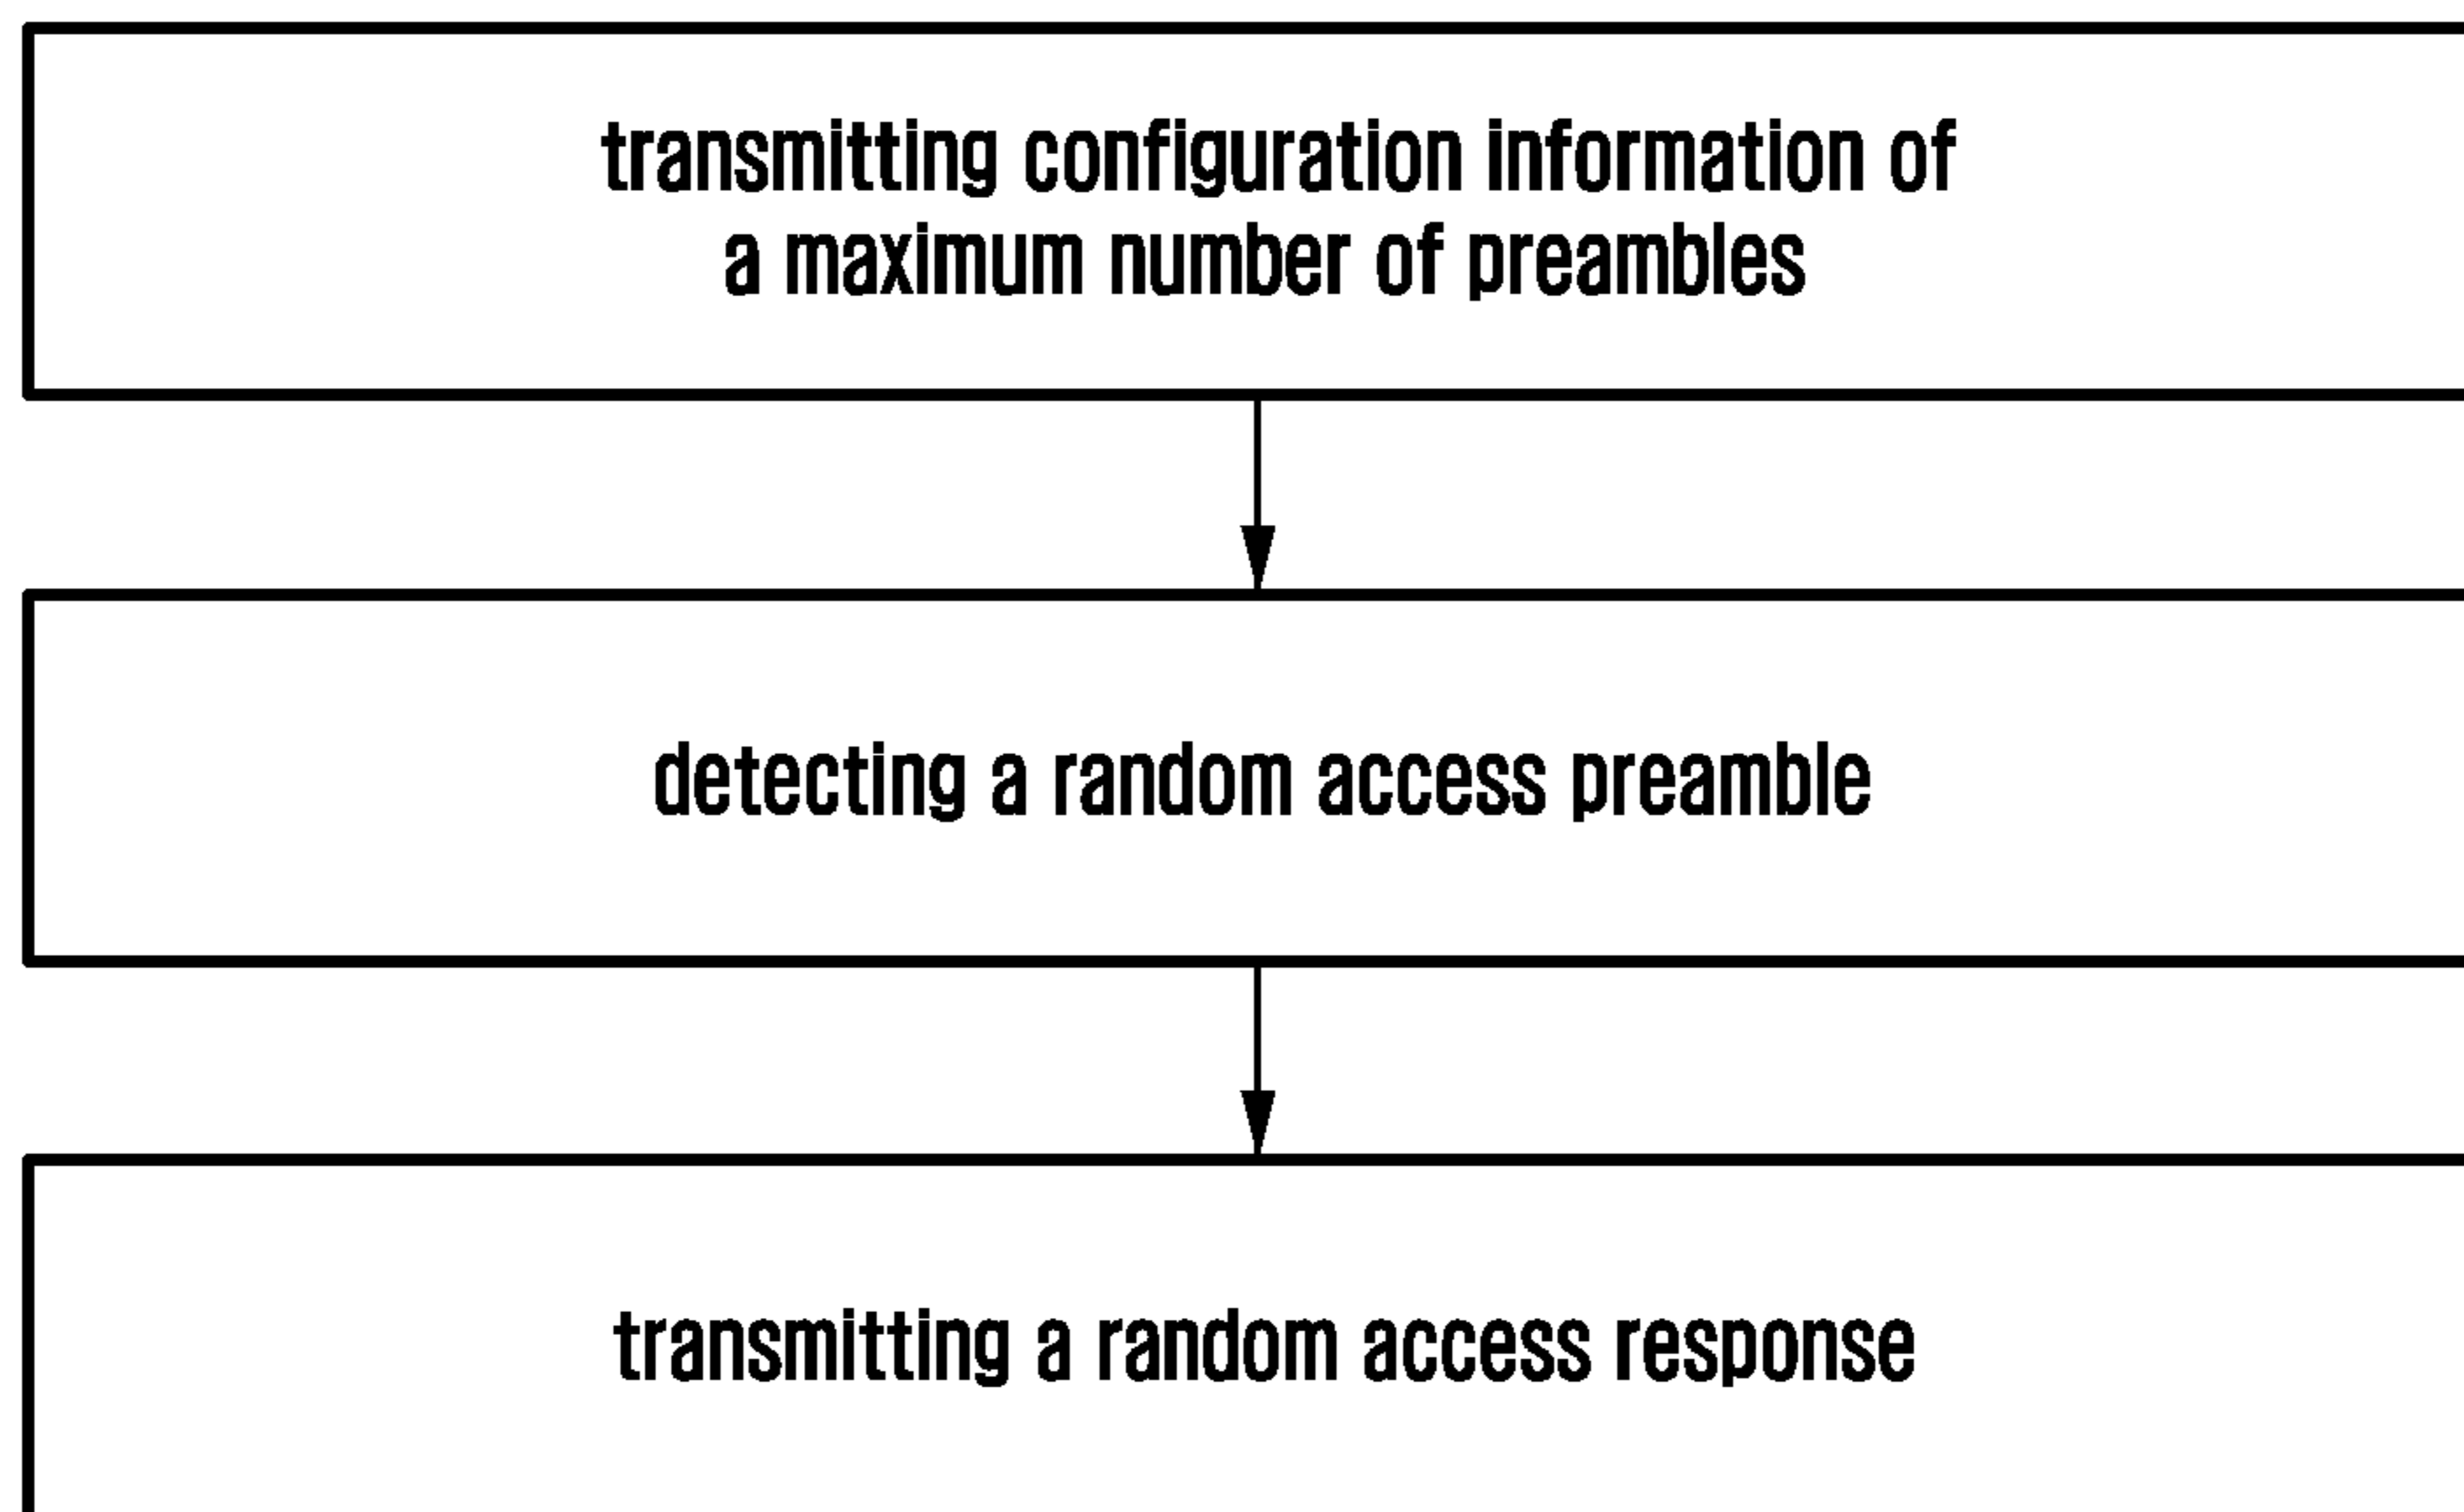 transmitting configuration information of
a maximum number of preambles
detecting a random access preamble
transmitting a random access response